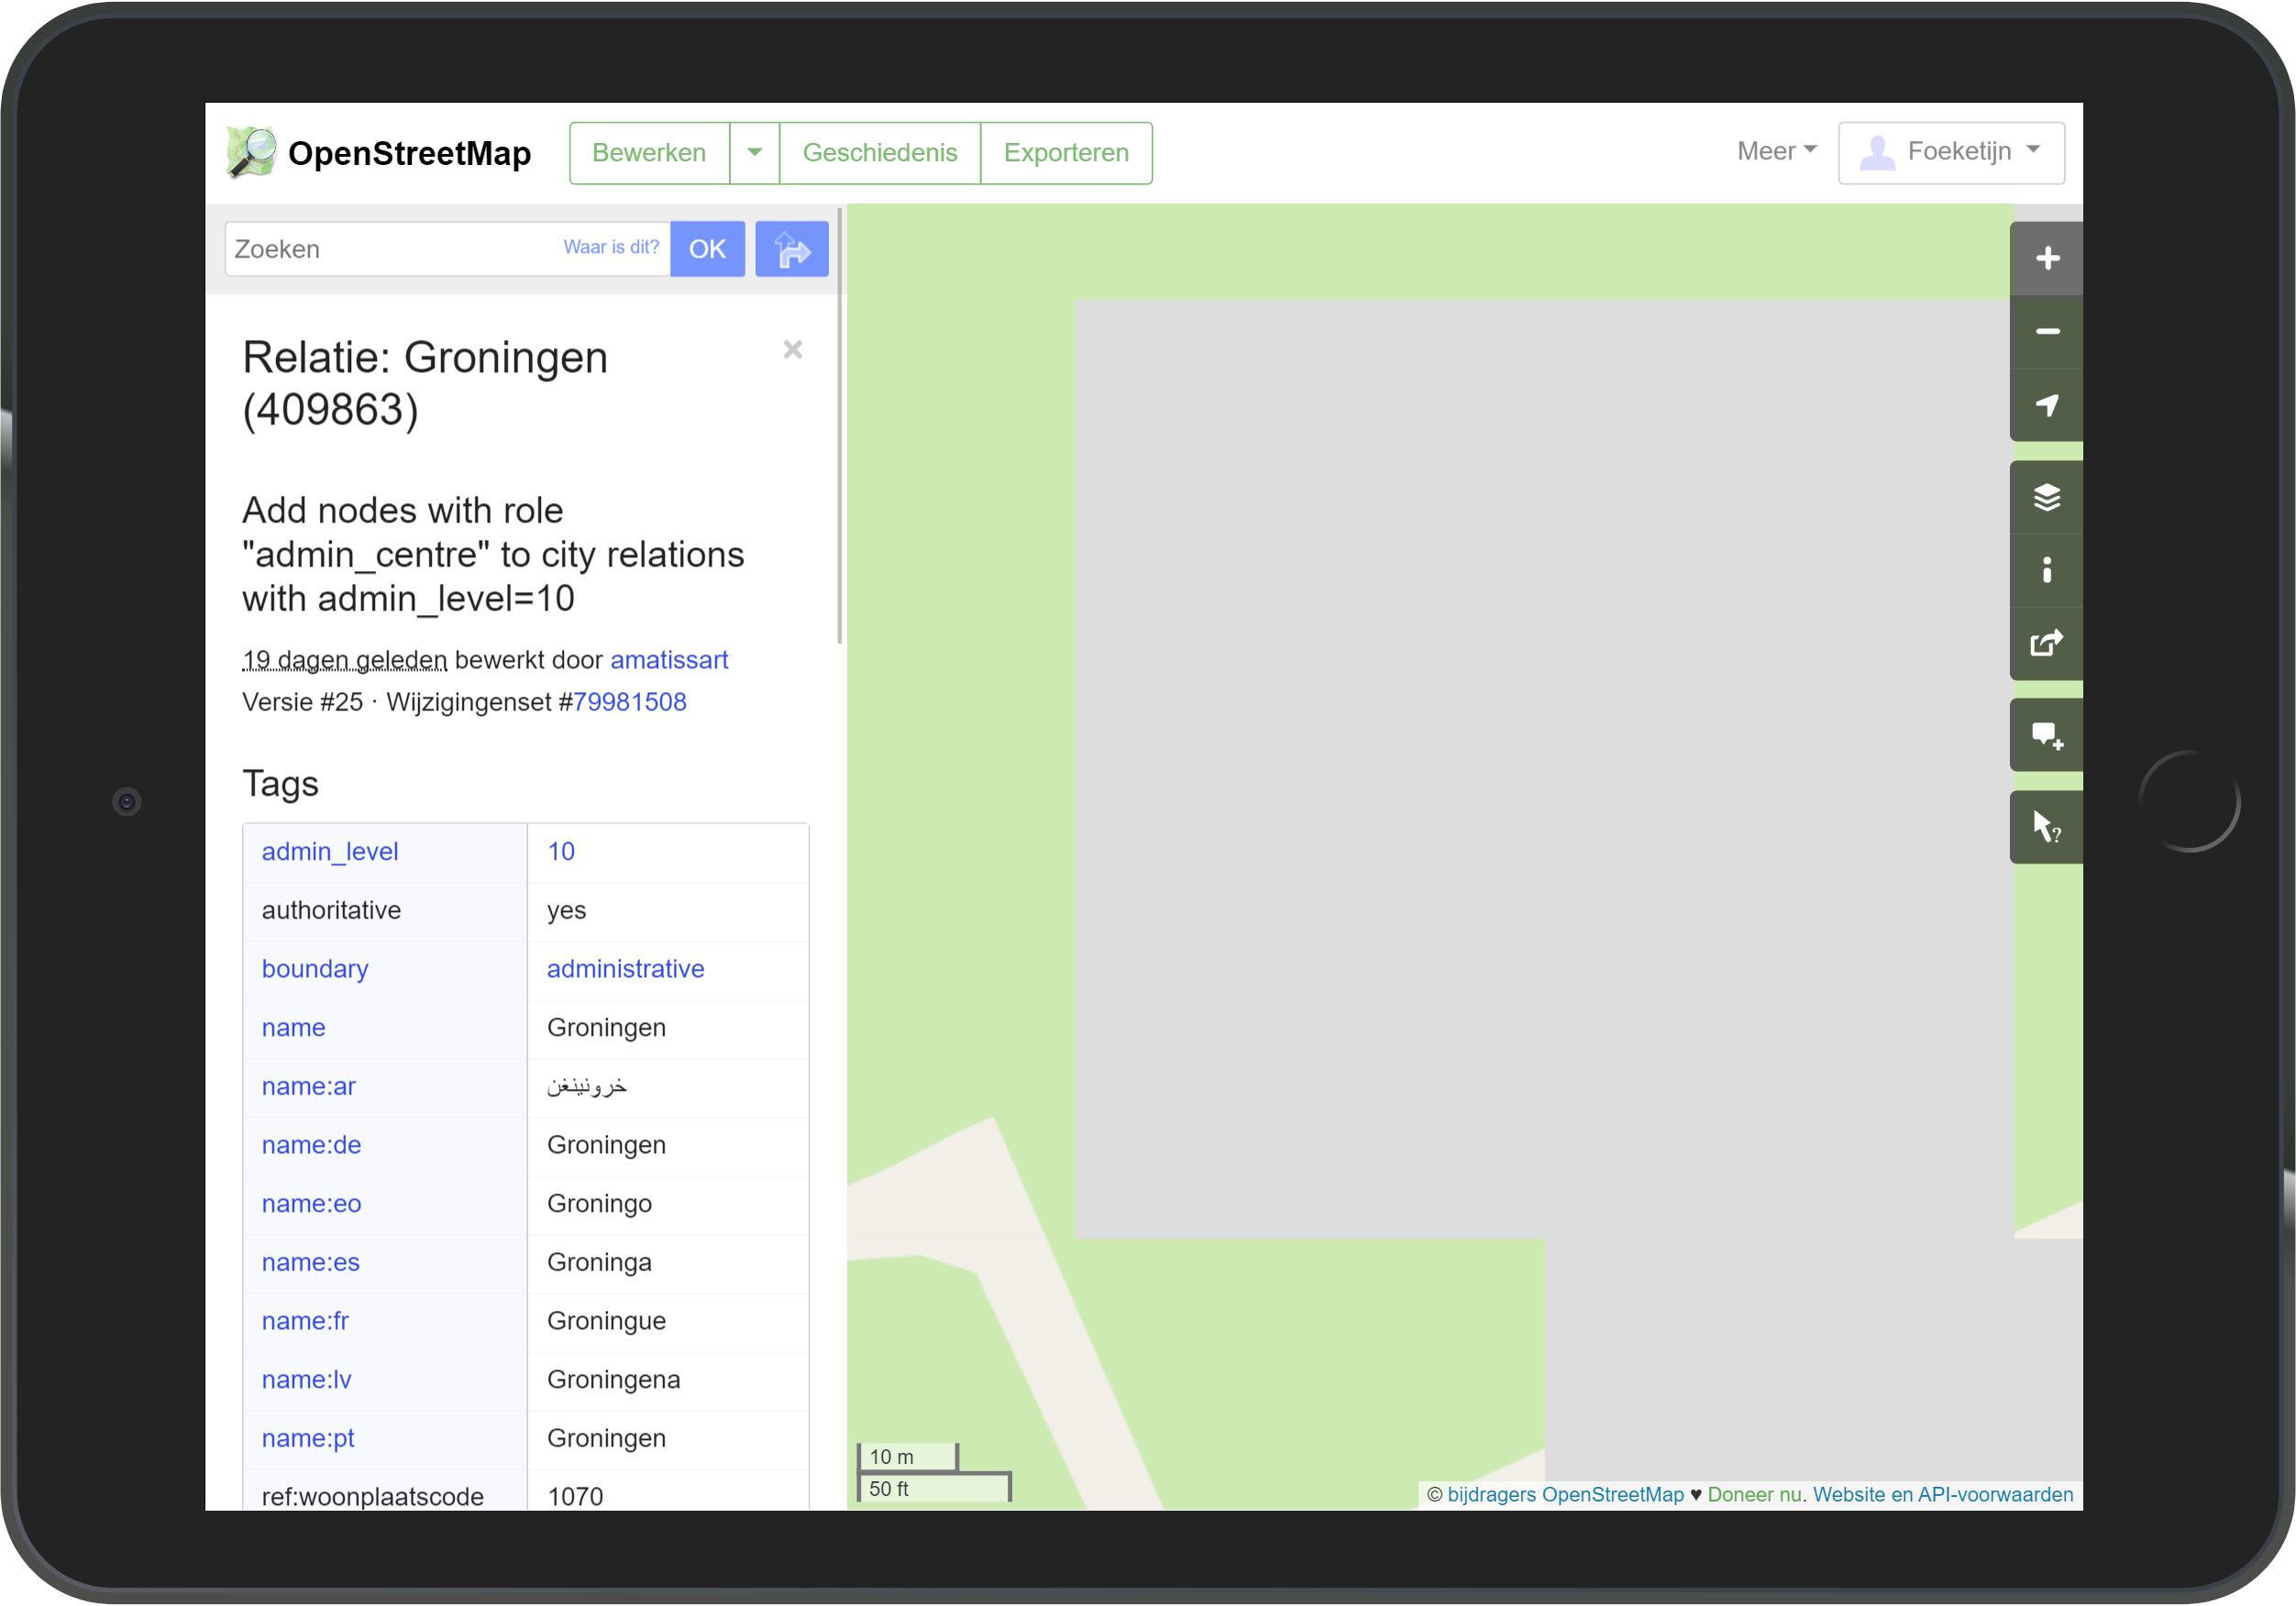 OpenStreetMap
Bewerken
Geschiedenis
Exporteren
Meer
Foeketijn
Zoeken
Waar is dit?
OK
Relatie: Groningen
(409863)
Add nodes with role
"admin_centre" to city relations
with admin_level=10
19 dagen geleden bewerkt door amatissart
Versie #25 · Wijzigingenset #79981508
Tags
admin_level 10
authoritative yes
boundary administrative
name Groningen
name:ar خرونينغن
name:de Groningen
name:eo Groningo
name:es Groninga
name:fr Groningue
name:lv Groningena
name:pt Groningen
ref:woonplaatscode 1070
10 m
50 ft
© bijdragers OpenStreetMap ♥ Doneer nu. Website en API-voorwaarden